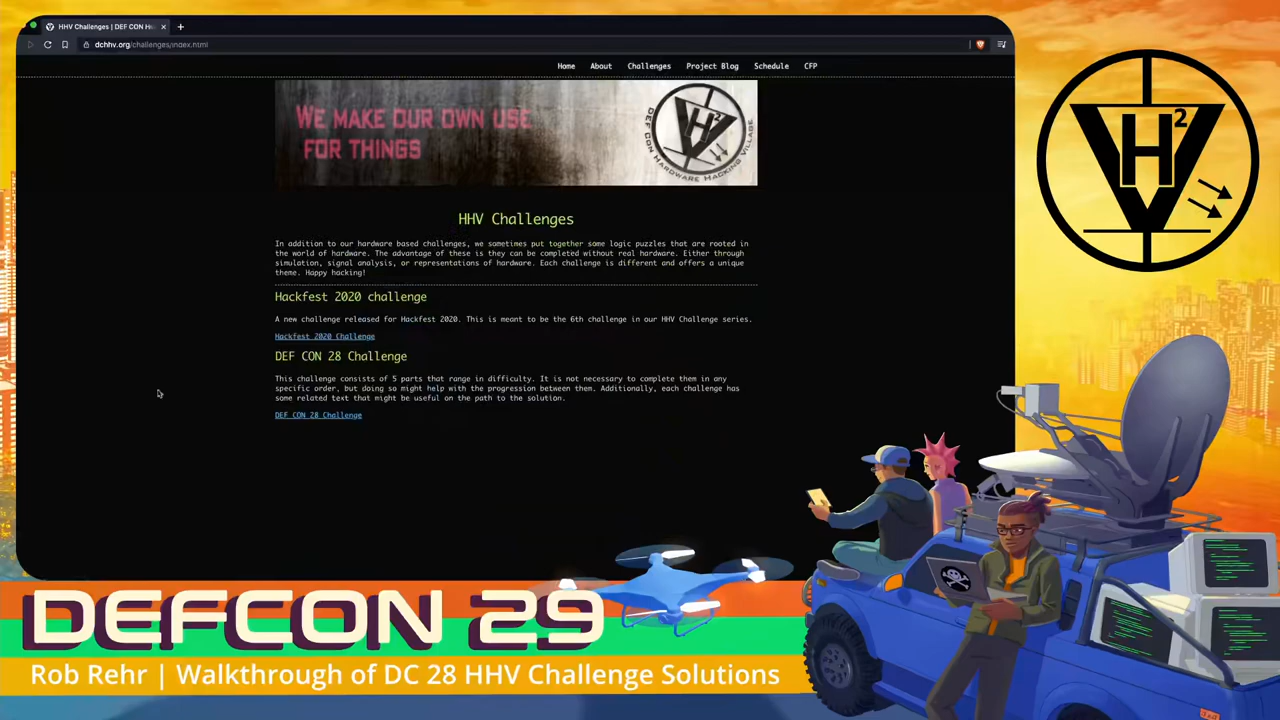 HHV Challenges | DEF CON H
dchhv.org/challenges/index.html
Home About Challenges Project Blog Schedule CFP
WE MAKE OUR OWN USE
FOR THINGS
H2
DEF CON HARDWARE HACKING VILLAGE
H2
HHV Challenges
In addition to our hardware based challenges, we sometimes put together some logic puzzles that are rooted in
the world of hardware. The advantage of these is they can be completed without real hardware. Either through
simulation, signal analysis, or representations of hardware. Each challenge is different and offers a unique
theme. Happy hacking!
Hackfest 2020 challenge
A new challenge released for Hackfest 2020. This is meant to be the 6th challenge in our HHV Challenge series.
Hackfest 2020 Challenge
DEF CON 28 Challenge
This challenge consists of 5 parts that range in difficulty. It is not necessary to complete them in any
specific order, but doing so might help with the progression between them. Additionally, each challenge has
some related text that might be useful on the path to the solution.
DEF CON 28 Challenge
DEFCON 29
Rob Rehr | Walkthrough of DC 28 HHV Challenge Solutions